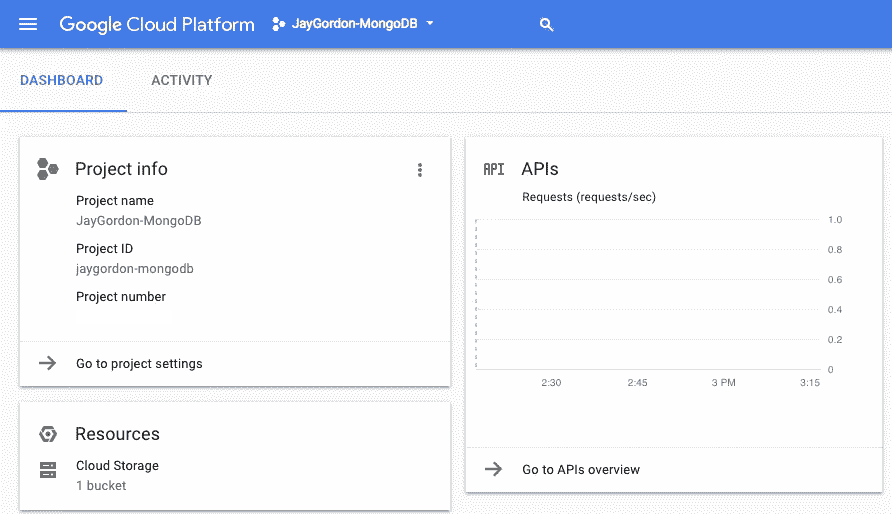 Google Cloud Platform JayGordon-MongoDB
DASHBOARD ACTIVITY
Project info
Project name
JayGordon-MongoDB
Project ID
jaygordon-mongodb
Project number
Go to project settings
Resources
Cloud Storage
1 bucket
API APIs
Requests (requests/sec)
1.0
0.8
0.6
0.4
0.2
0
2:30 2:45 3 PM 3:15
Go to APIs overview